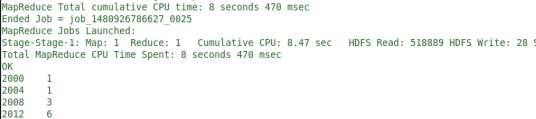 MapReduce Total cumulative CPU time: 8 seconds 470 msec
Ended Job = job_1480926786627_0025
MapReduce Jobs Launched:
Stage-Stage-1: Map: 1  Reduce: 1   Cumulative CPU: 8.47 sec   HDFS Read: 518889 HDFS Write: 28 S
Total MapReduce CPU Time Spent: 8 seconds 470 msec
OK
2000    1
2004    1
2008    3
2012    6